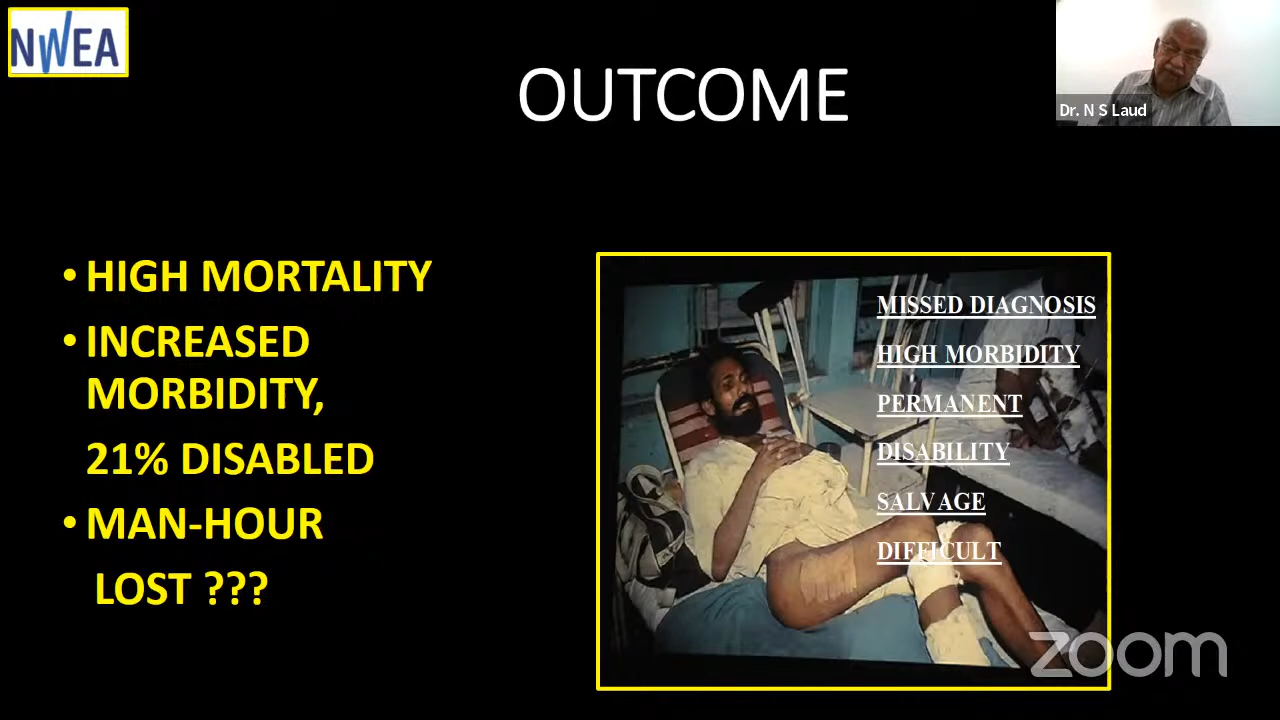 NWEA
OUTCOME
Dr. N S Laud
• HIGH MORTALITY
• INCREASED
MORBIDITY,
21% DISABLED
• MAN-HOUR
LOST ???
MISSED DIAGNOSIS
HIGH MORBIDITY
PERMANENT
DISABILITY
SALVAGE
DIFFICULT
zoom